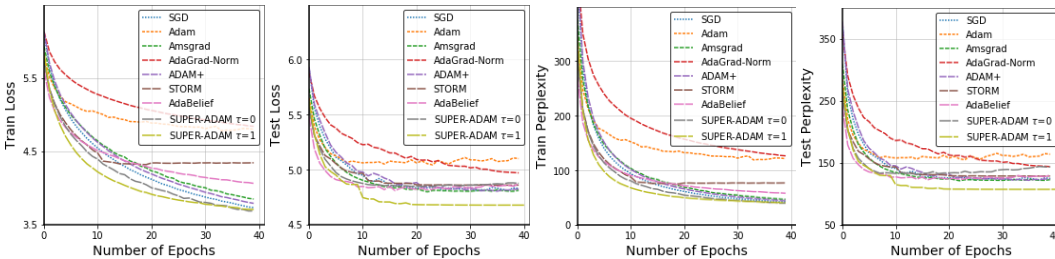 Train Loss
5.5
4.5
3.5
0
10
20
30
40
Number of Epochs
SGD
Adam
Amsgrad
AdaGrad-Norm
ADAM+
STORM
AdaBelief
SUPER-ADAM τ=0
SUPER-ADAM τ=1
Test Loss
6.0
5.5
5.0
4.5
0
10
20
30
40
Number of Epochs
SGD
Adam
Amsgrad
AdaGrad-Norm
ADAM+
STORM
AdaBelief
SUPER-ADAM τ=0
SUPER-ADAM τ=1
Train Perplexity
300
200
100
0
0
10
20
30
40
Number of Epochs
SGD
Adam
Amsgrad
AdaGrad-Norm
ADAM+
STORM
AdaBelief
SUPER-ADAM τ=0
SUPER-ADAM τ=1
Test Perplexity
350
250
150
50
0
10
20
30
40
Number of Epochs
SGD
Adam
Amsgrad
AdaGrad-Norm
ADAM+
STORM
AdaBelief
SUPER-ADAM τ=0
SUPER-ADAM τ=1